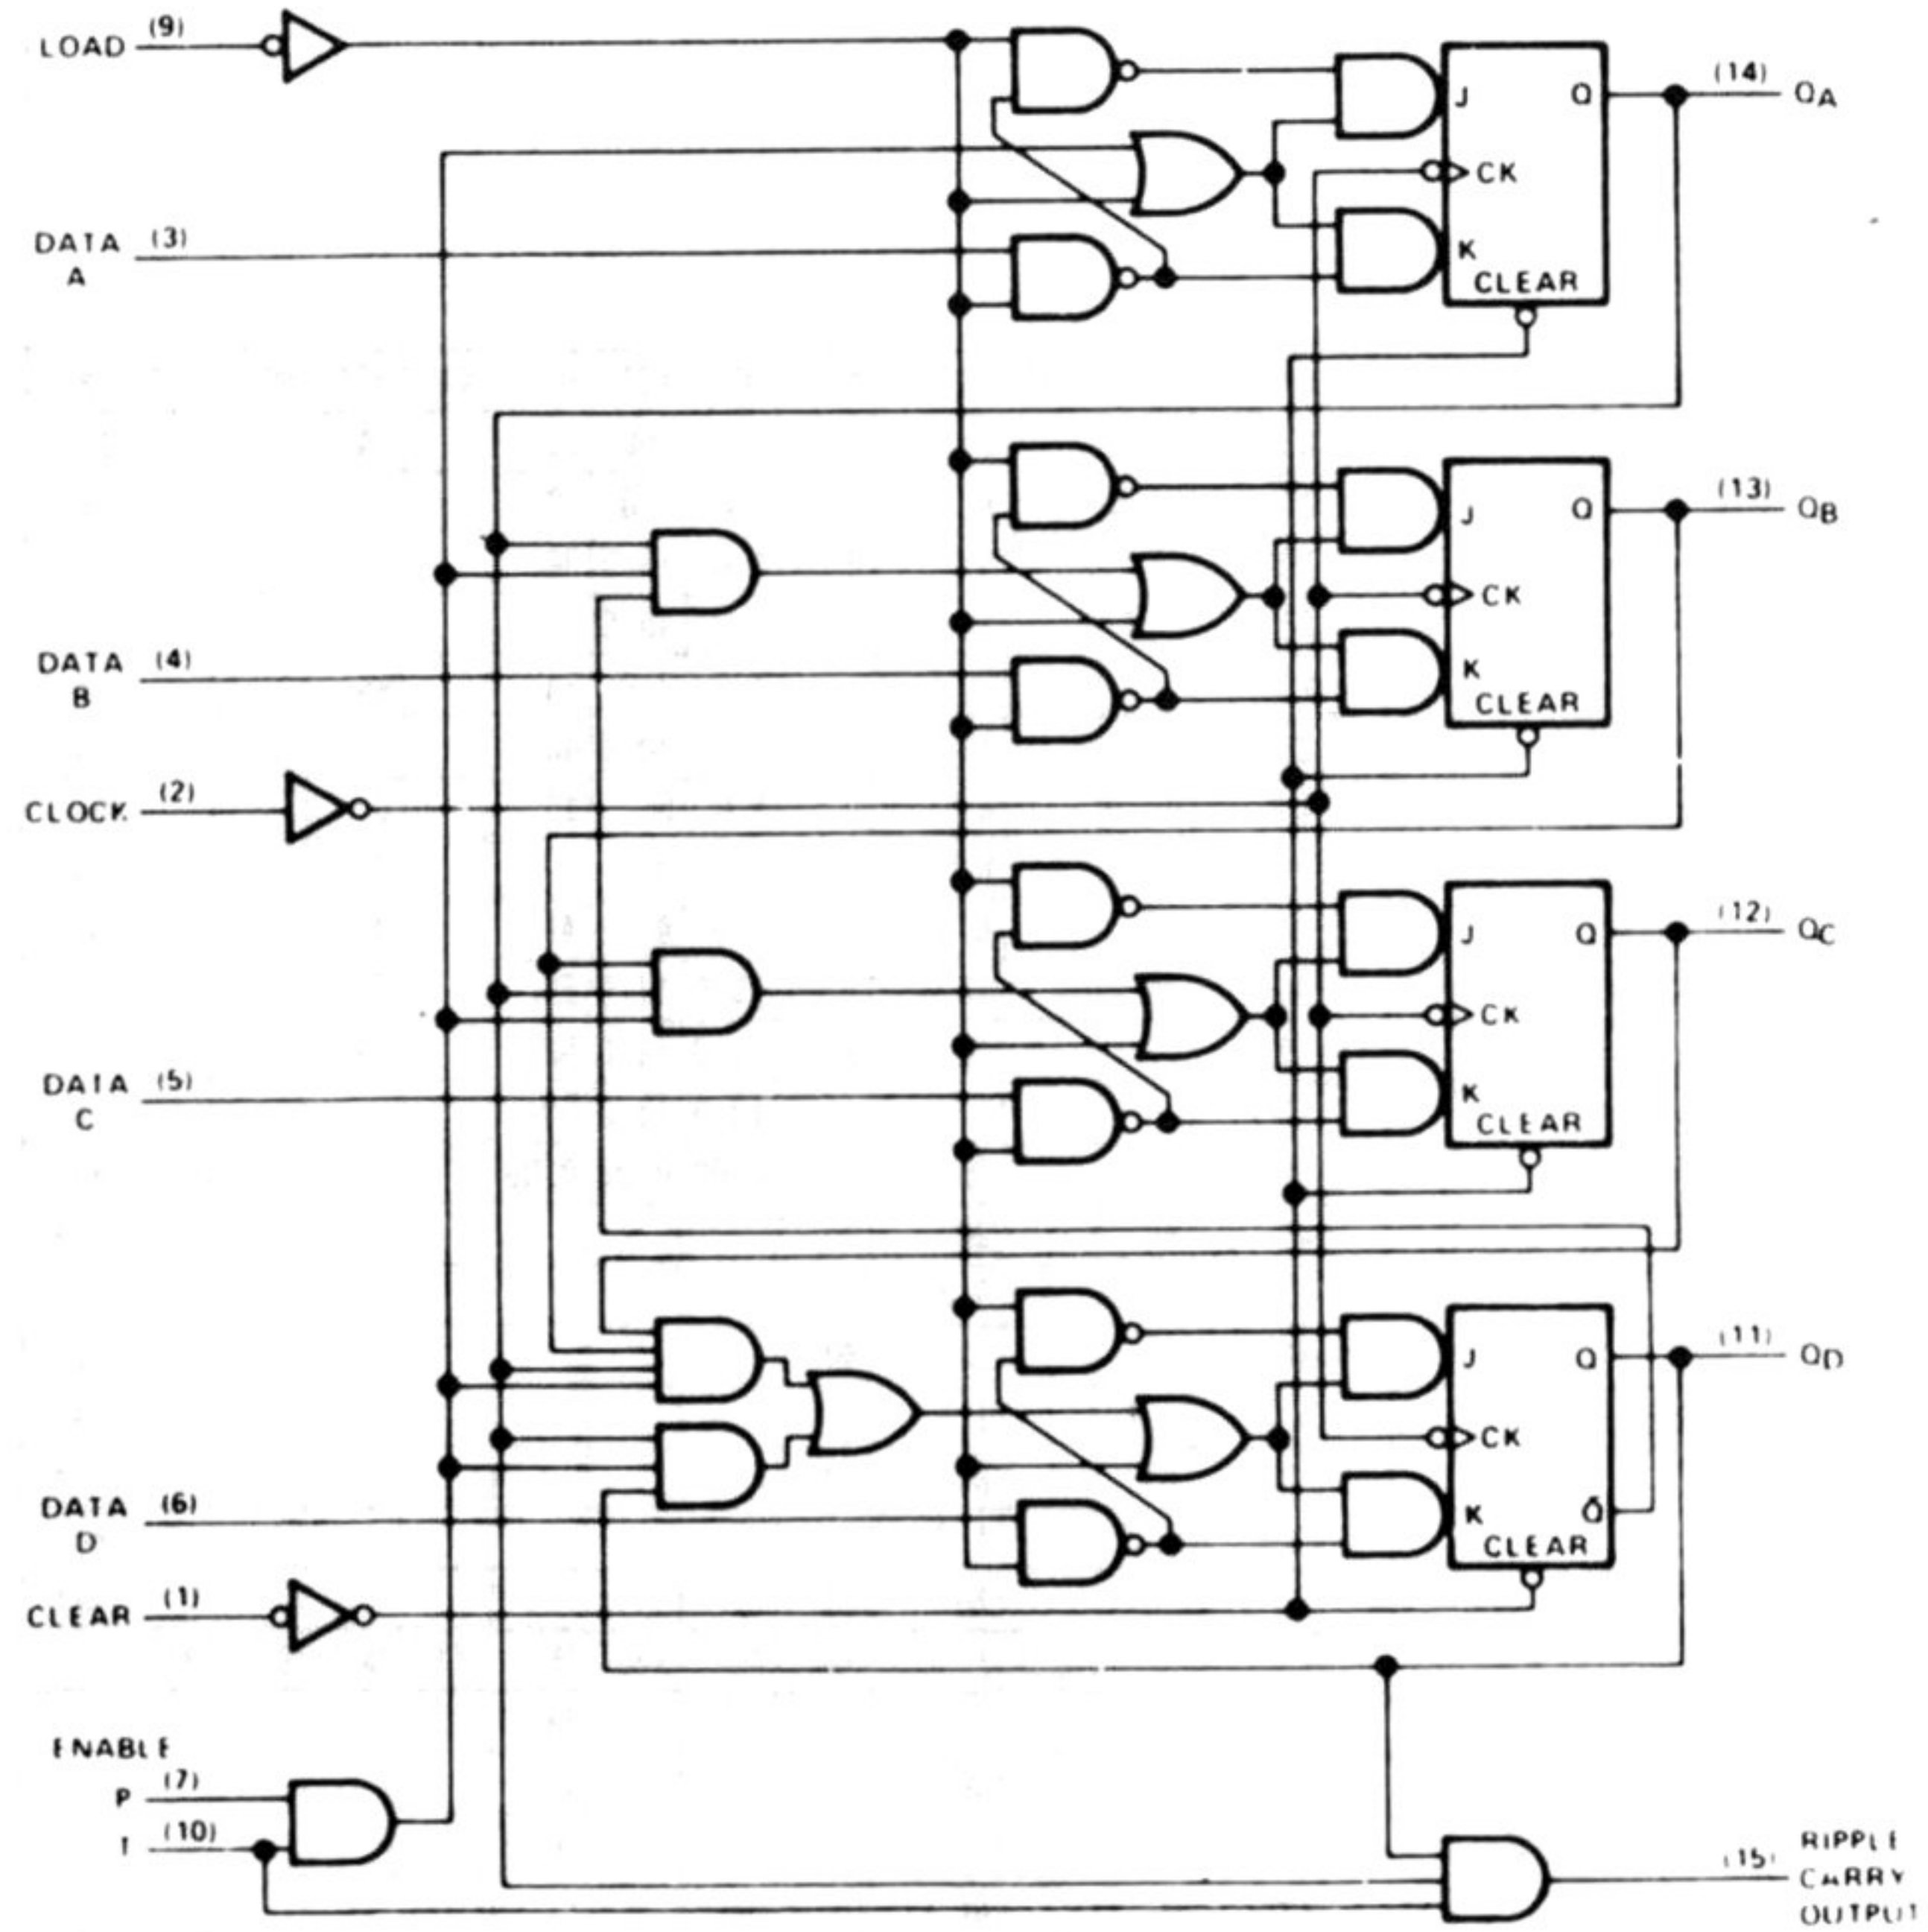 LOAD (9)
J Q (14) QA
CK
K
CLEAR
DATA (3)
A
J Q (13) QB
CK
K
CLEAR
DATA (4)
B
CLOCK (2)
J Q (12) QC
CK
K
CLEAR
DATA (5)
C
J Q (11) QD
CK
K Q̄
CLEAR
DATA (6)
D
CLEAR (1)
ENABLE
P (7)
T (10)
RIPPLE
(15) CARRY
OUTPUT